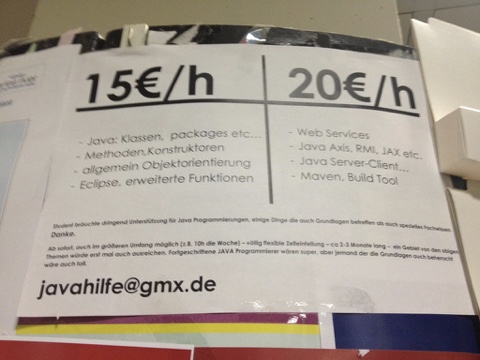 15€/h
20€/h
- Java: Klassen, packages etc...
- Methoden, Konstruktoren
- allgemein Objektorientierung
- Eclipse, erweiterte Funktionen
- Web Services
- Java Axis, RMI, JAX etc.
- Java Server-Client...
- Maven, Build Tool
Student bräuchte dringend Unterstützung für Java Programmierungen, einige Dinge die auch Grundlagen betreffen als auch spezielles Fachwissen.
Danke.
Ab sofort, auch im größeren Umfang möglich (z.B. 10h die Woche) – völlig flexible Zeiteinteilung – ca 2-3 Monate lang – ein Gebiet von den obigen
Themen würde erst mal auch ausreichen. Fortgeschrittene JAVA Programmierer wären super, aber jemand der die Grundlagen auch beherrscht
wäre auch toll.
javahilfe@gmx.de